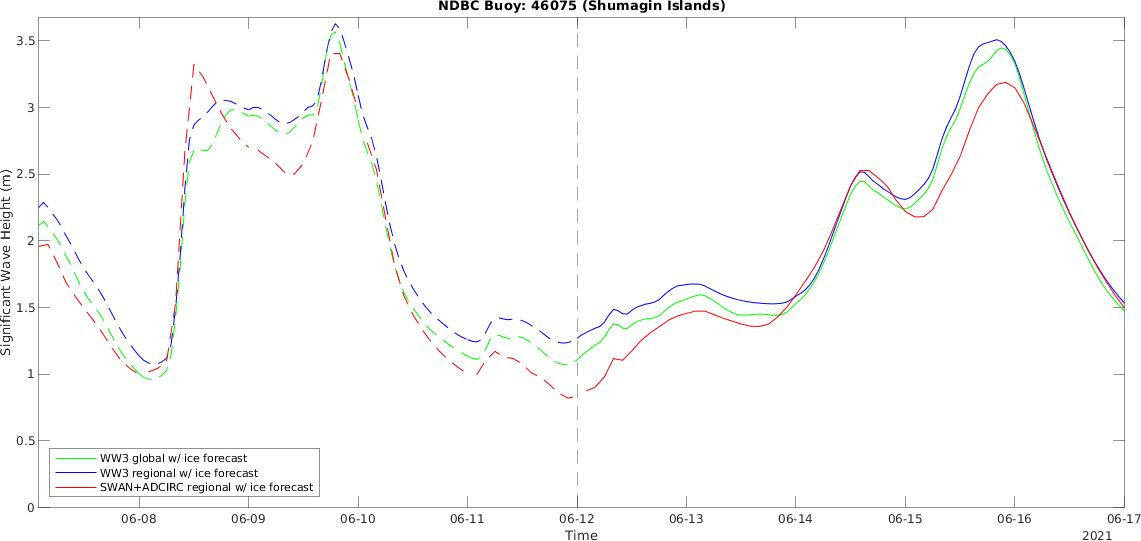 NDBC Buoy: 46075 (Shumagin Islands)
3.5
3
2.5
2
1.5
1
0.5
0
Significant Wave Height (m)
WW3 global w/ ice forecast
WW3 regional w/ ice forecast
SWAN+ADCIRC regional w/ ice forecast
06-08 06-09 06-10 06-11 06-12 06-13 06-14 06-15 06-16 06-17
Time
2021